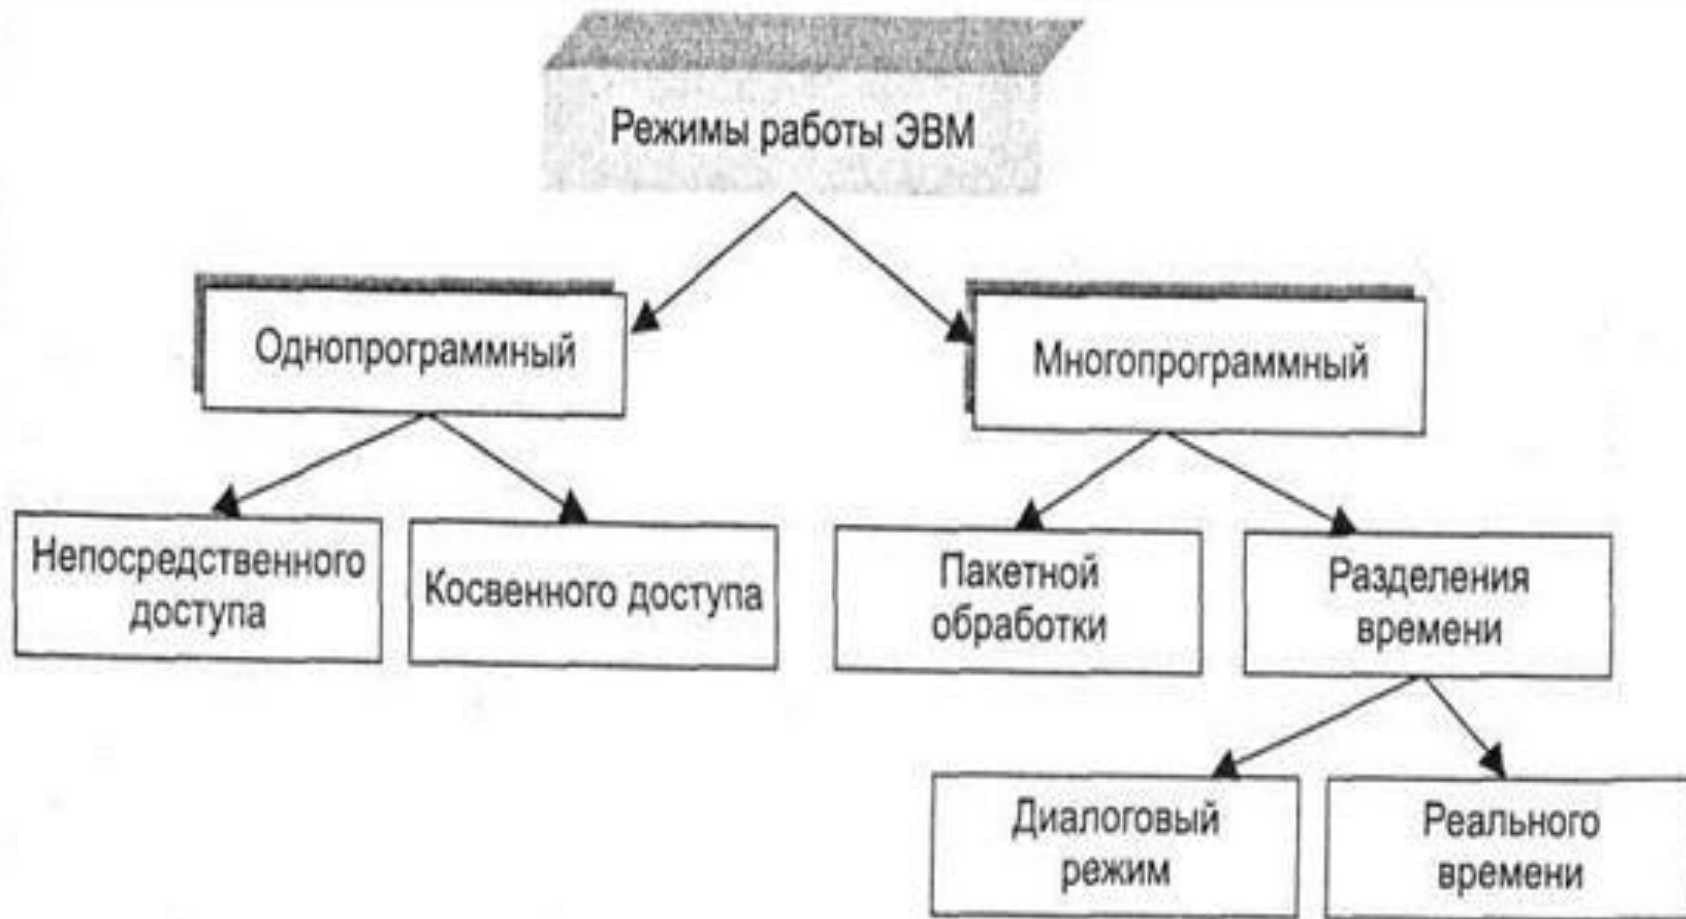 Режимы работы ЭВМ
Однопрограммный
Многопрограммный
Непосредственного
доступа
Косвенного доступа
Пакетной
обработки
Разделения
времени
Диалоговый
режим
Реального
времени